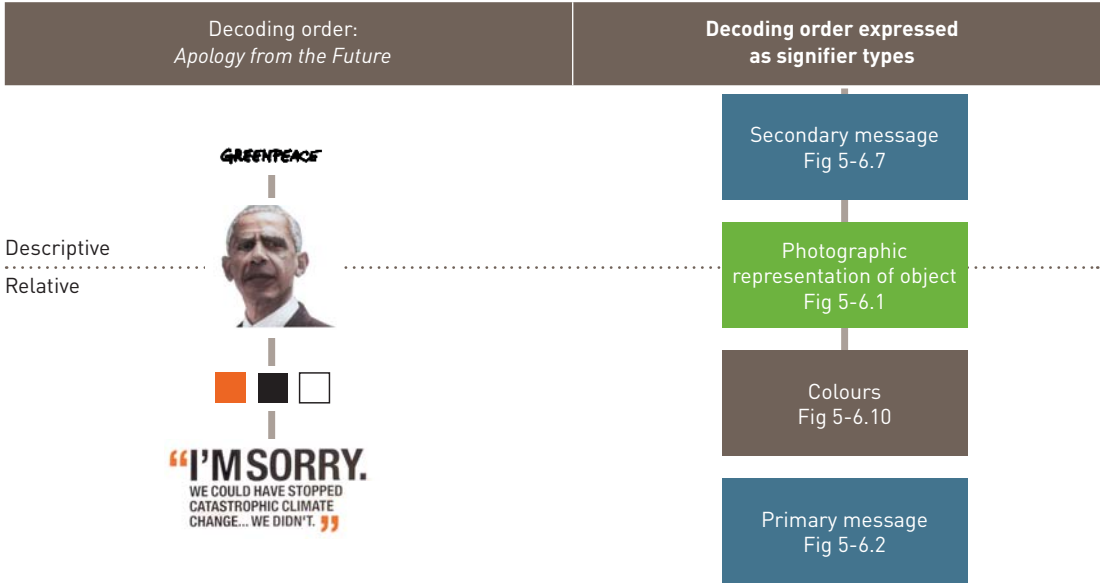 Decoding order:
Apology from the Future
Decoding order expressed
as signifier types
GREENPEACE
Descriptive
Relative
“I'M SORRY.
WE COULD HAVE STOPPED
CATASTROPHIC CLIMATE
CHANGE... WE DIDN'T. ”
Secondary message
Fig 5-6.7
Photographic
representation of object
Fig 5-6.1
Colours
Fig 5-6.10
Primary message
Fig 5-6.2